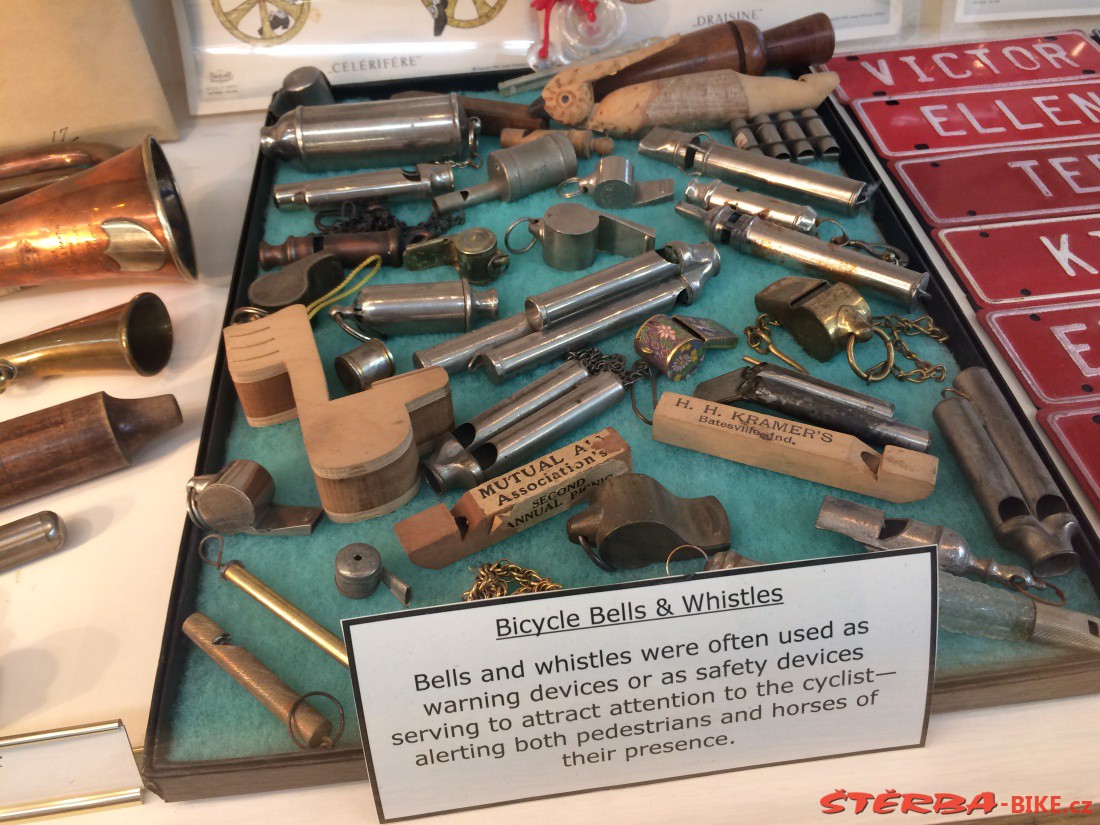 "CÉLÉRIFÈRE"
"DRAISINE"
17
VICTOR
ELLEN
TE
K
E
H. H. KRAMER'S
Batesville, Ind.
MUTUAL A
Association's
SECOND
ANNUAL PICNIC
Bicycle Bells & Whistles
Bells and whistles were often used as
warning devices or as safety devices
serving to attract attention to the cyclist—
alerting both pedestrians and horses of
their presence.
ŠTĚRBA-BIKE.cz